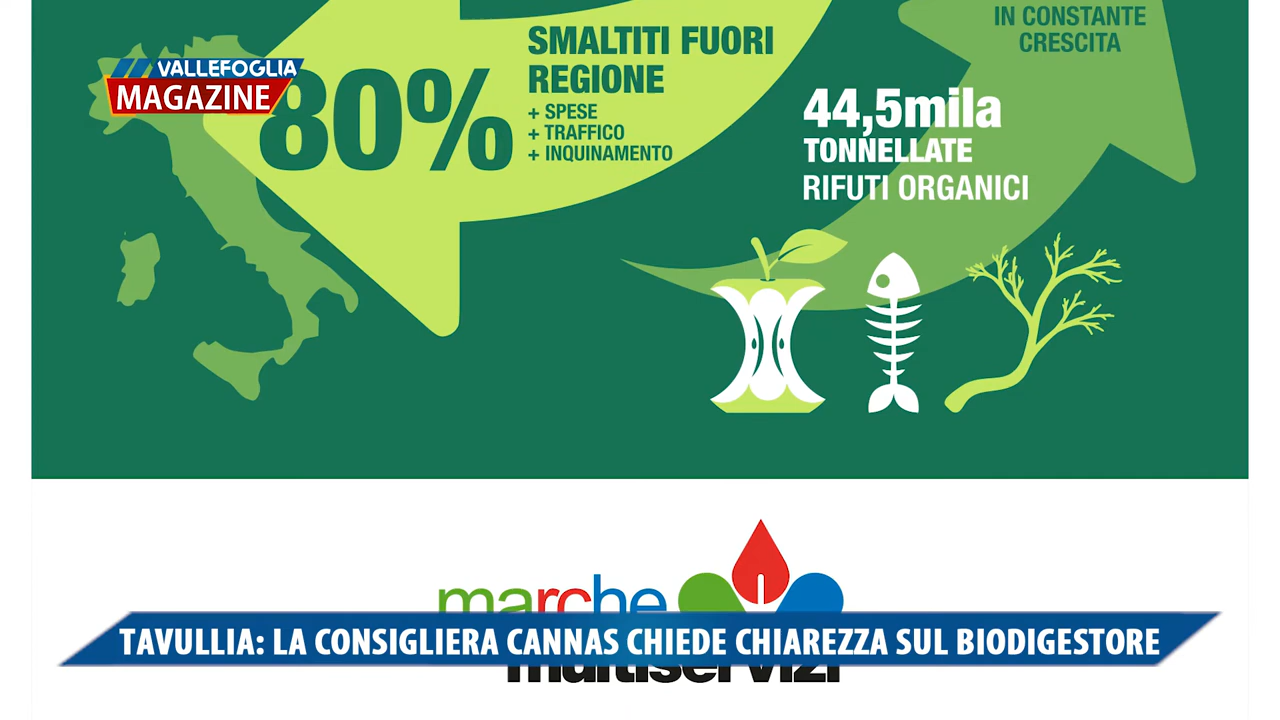 VALLEFOGLIA
MAGAZINE
80%
SMALTITI FUORI
REGIONE
+ SPESE
+ TRAFFICO
+ INQUINAMENTO
IN CONSTANTE
CRESCITA
44,5mila
TONNELLATE
RIFUTI ORGANICI
marche
TAVULLIA: LA CONSIGLIERA CANNAS CHIEDE CHIAREZZA SUL BIODIGESTORE
multiservizi